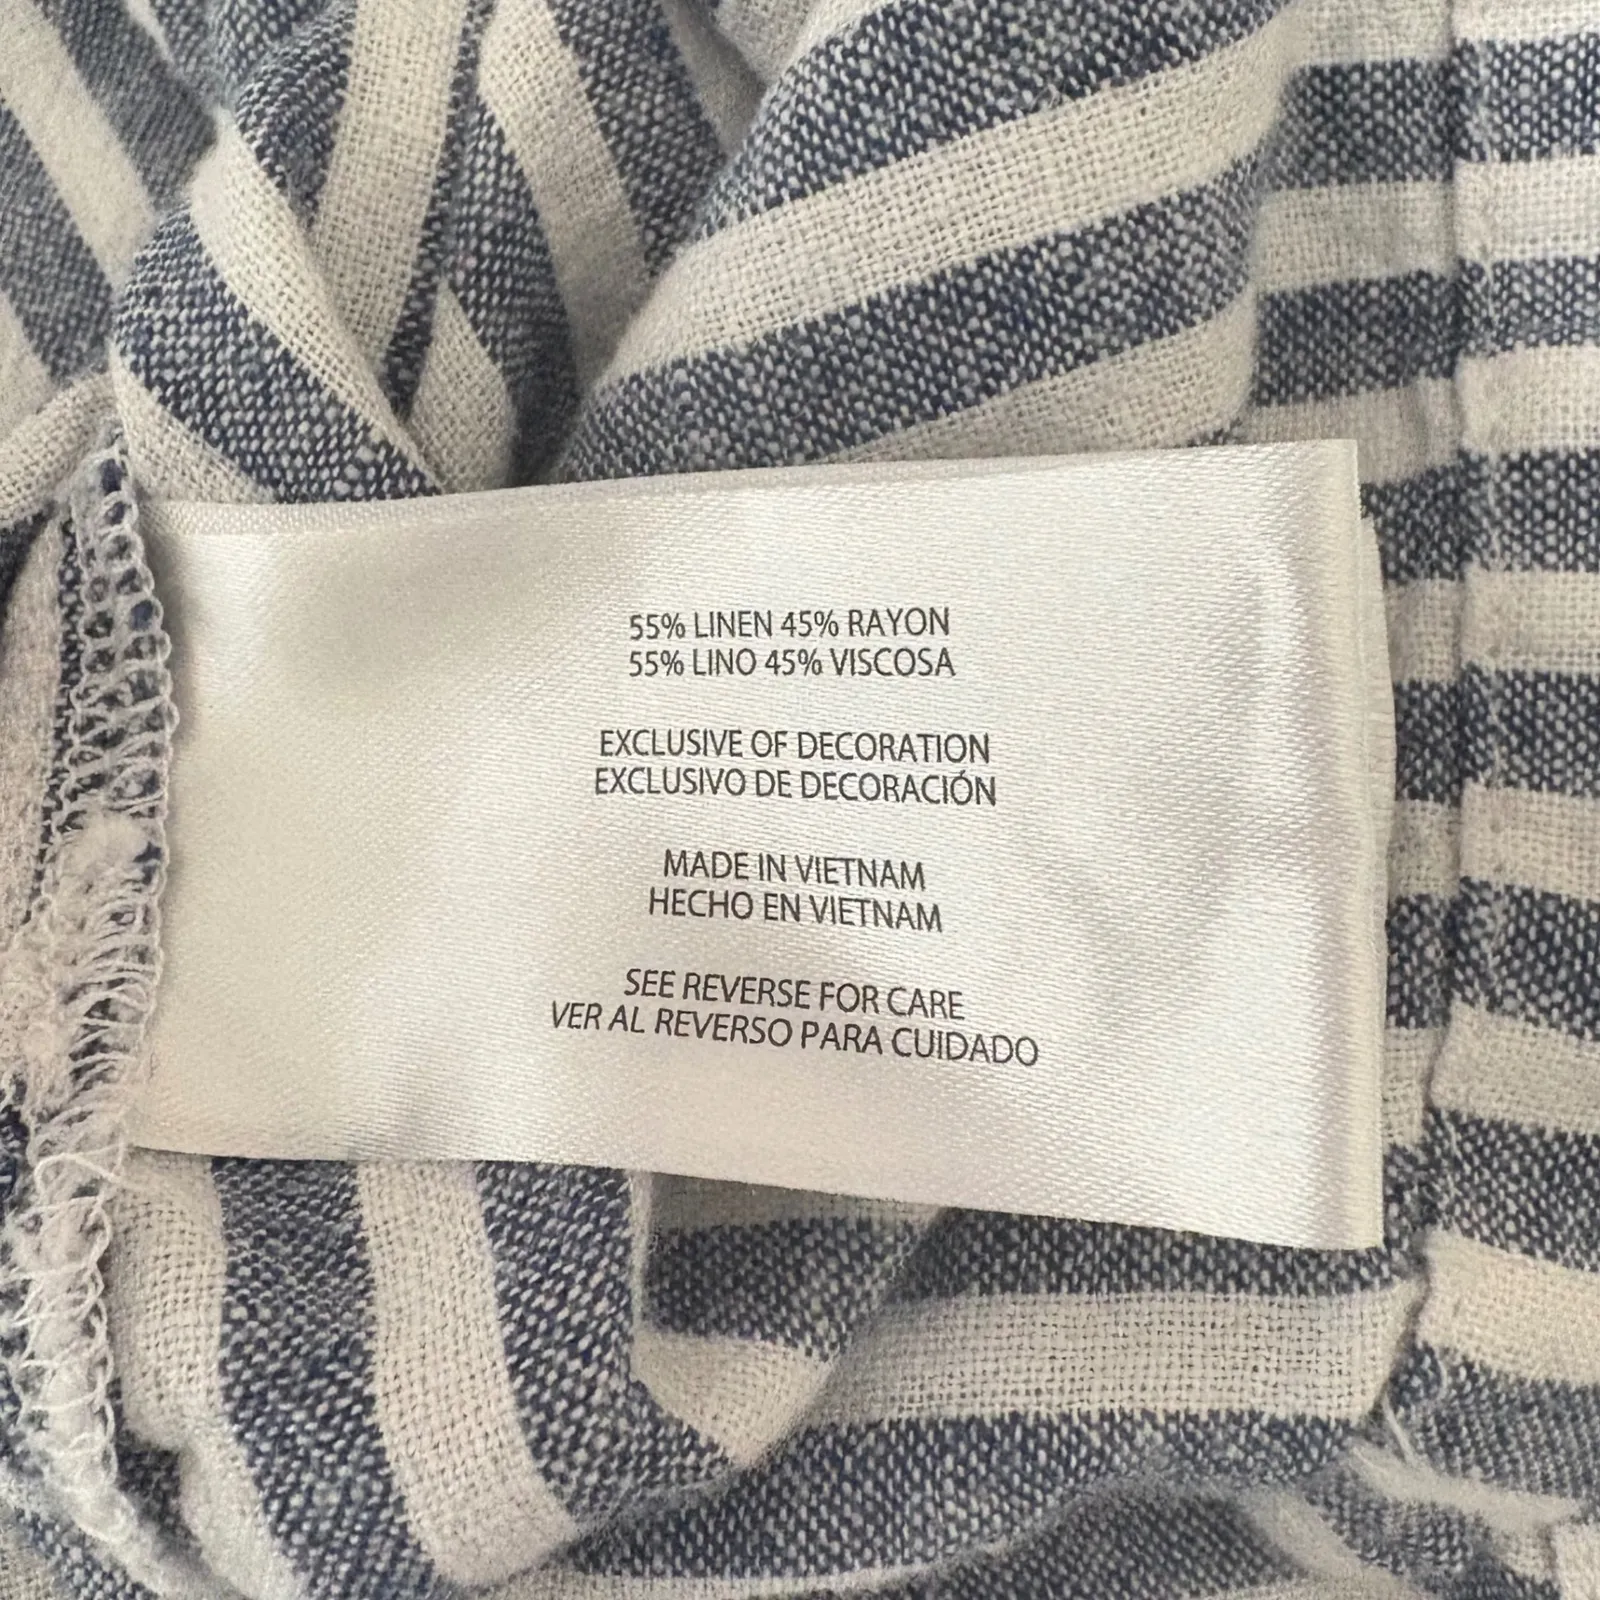 55% LINEN 45% RAYON
55% LINO 45% VISCOSA
EXCLUSIVE OF DECORATION
EXCLUSIVO DE DECORACIÓN
MADE IN VIETNAM
HECHO EN VIETNAM
SEE REVERSE FOR CARE
VER AL REVERSO PARA CUIDADO